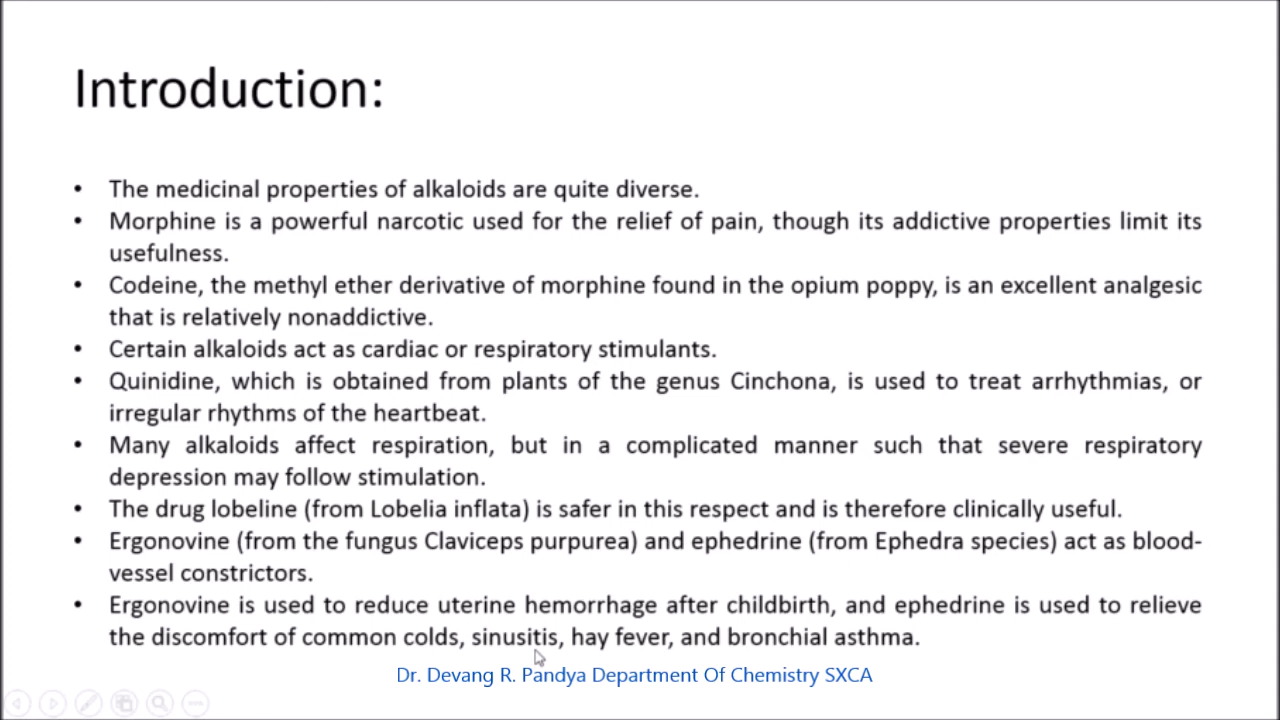 Introduction:
• The medicinal properties of alkaloids are quite diverse.
• Morphine is a powerful narcotic used for the relief of pain, though its addictive properties limit its
usefulness.
• Codeine, the methyl ether derivative of morphine found in the opium poppy, is an excellent analgesic
that is relatively nonaddictive.
• Certain alkaloids act as cardiac or respiratory stimulants.
• Quinidine, which is obtained from plants of the genus Cinchona, is used to treat arrhythmias, or
irregular rhythms of the heartbeat.
• Many alkaloids affect respiration, but in a complicated manner such that severe respiratory
depression may follow stimulation.
• The drug lobeline (from Lobelia inflata) is safer in this respect and is therefore clinically useful.
• Ergonovine (from the fungus Claviceps purpurea) and ephedrine (from Ephedra species) act as blood-
vessel constrictors.
• Ergonovine is used to reduce uterine hemorrhage after childbirth, and ephedrine is used to relieve
the discomfort of common colds, sinusitis, hay fever, and bronchial asthma.
Dr. Devang R. Pandya Department Of Chemistry SXCA